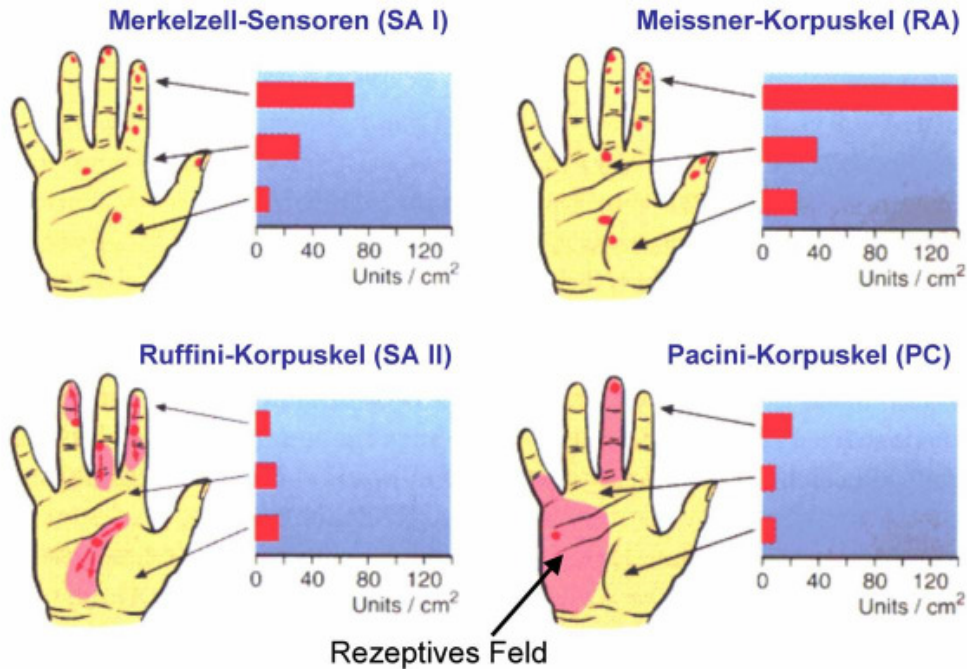 Merkelzell-Sensoren (SA I)
0 40 80 120
Units / cm²
Meissner-Korpuskel (RA)
0 40 80 120
Units / cm²
Ruffini-Korpuskel (SA II)
0 40 80 120
Units / cm²
Pacini-Korpuskel (PC)
0 40 80 120
Units / cm²
Rezeptives Feld